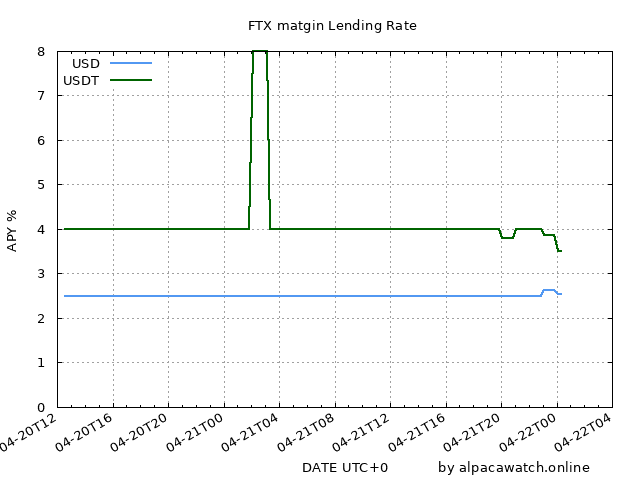 FTX matgin Lending Rate
USD
USDT
8
7
6
5
4
3
2
1
0
APY %
04-20T12 04-20T16 04-20T20 04-21T00 04-21T04 04-21T08 04-21T12 04-21T16 04-21T20 04-22T00 04-22T04
DATE UTC+0 by alpacawatch.online